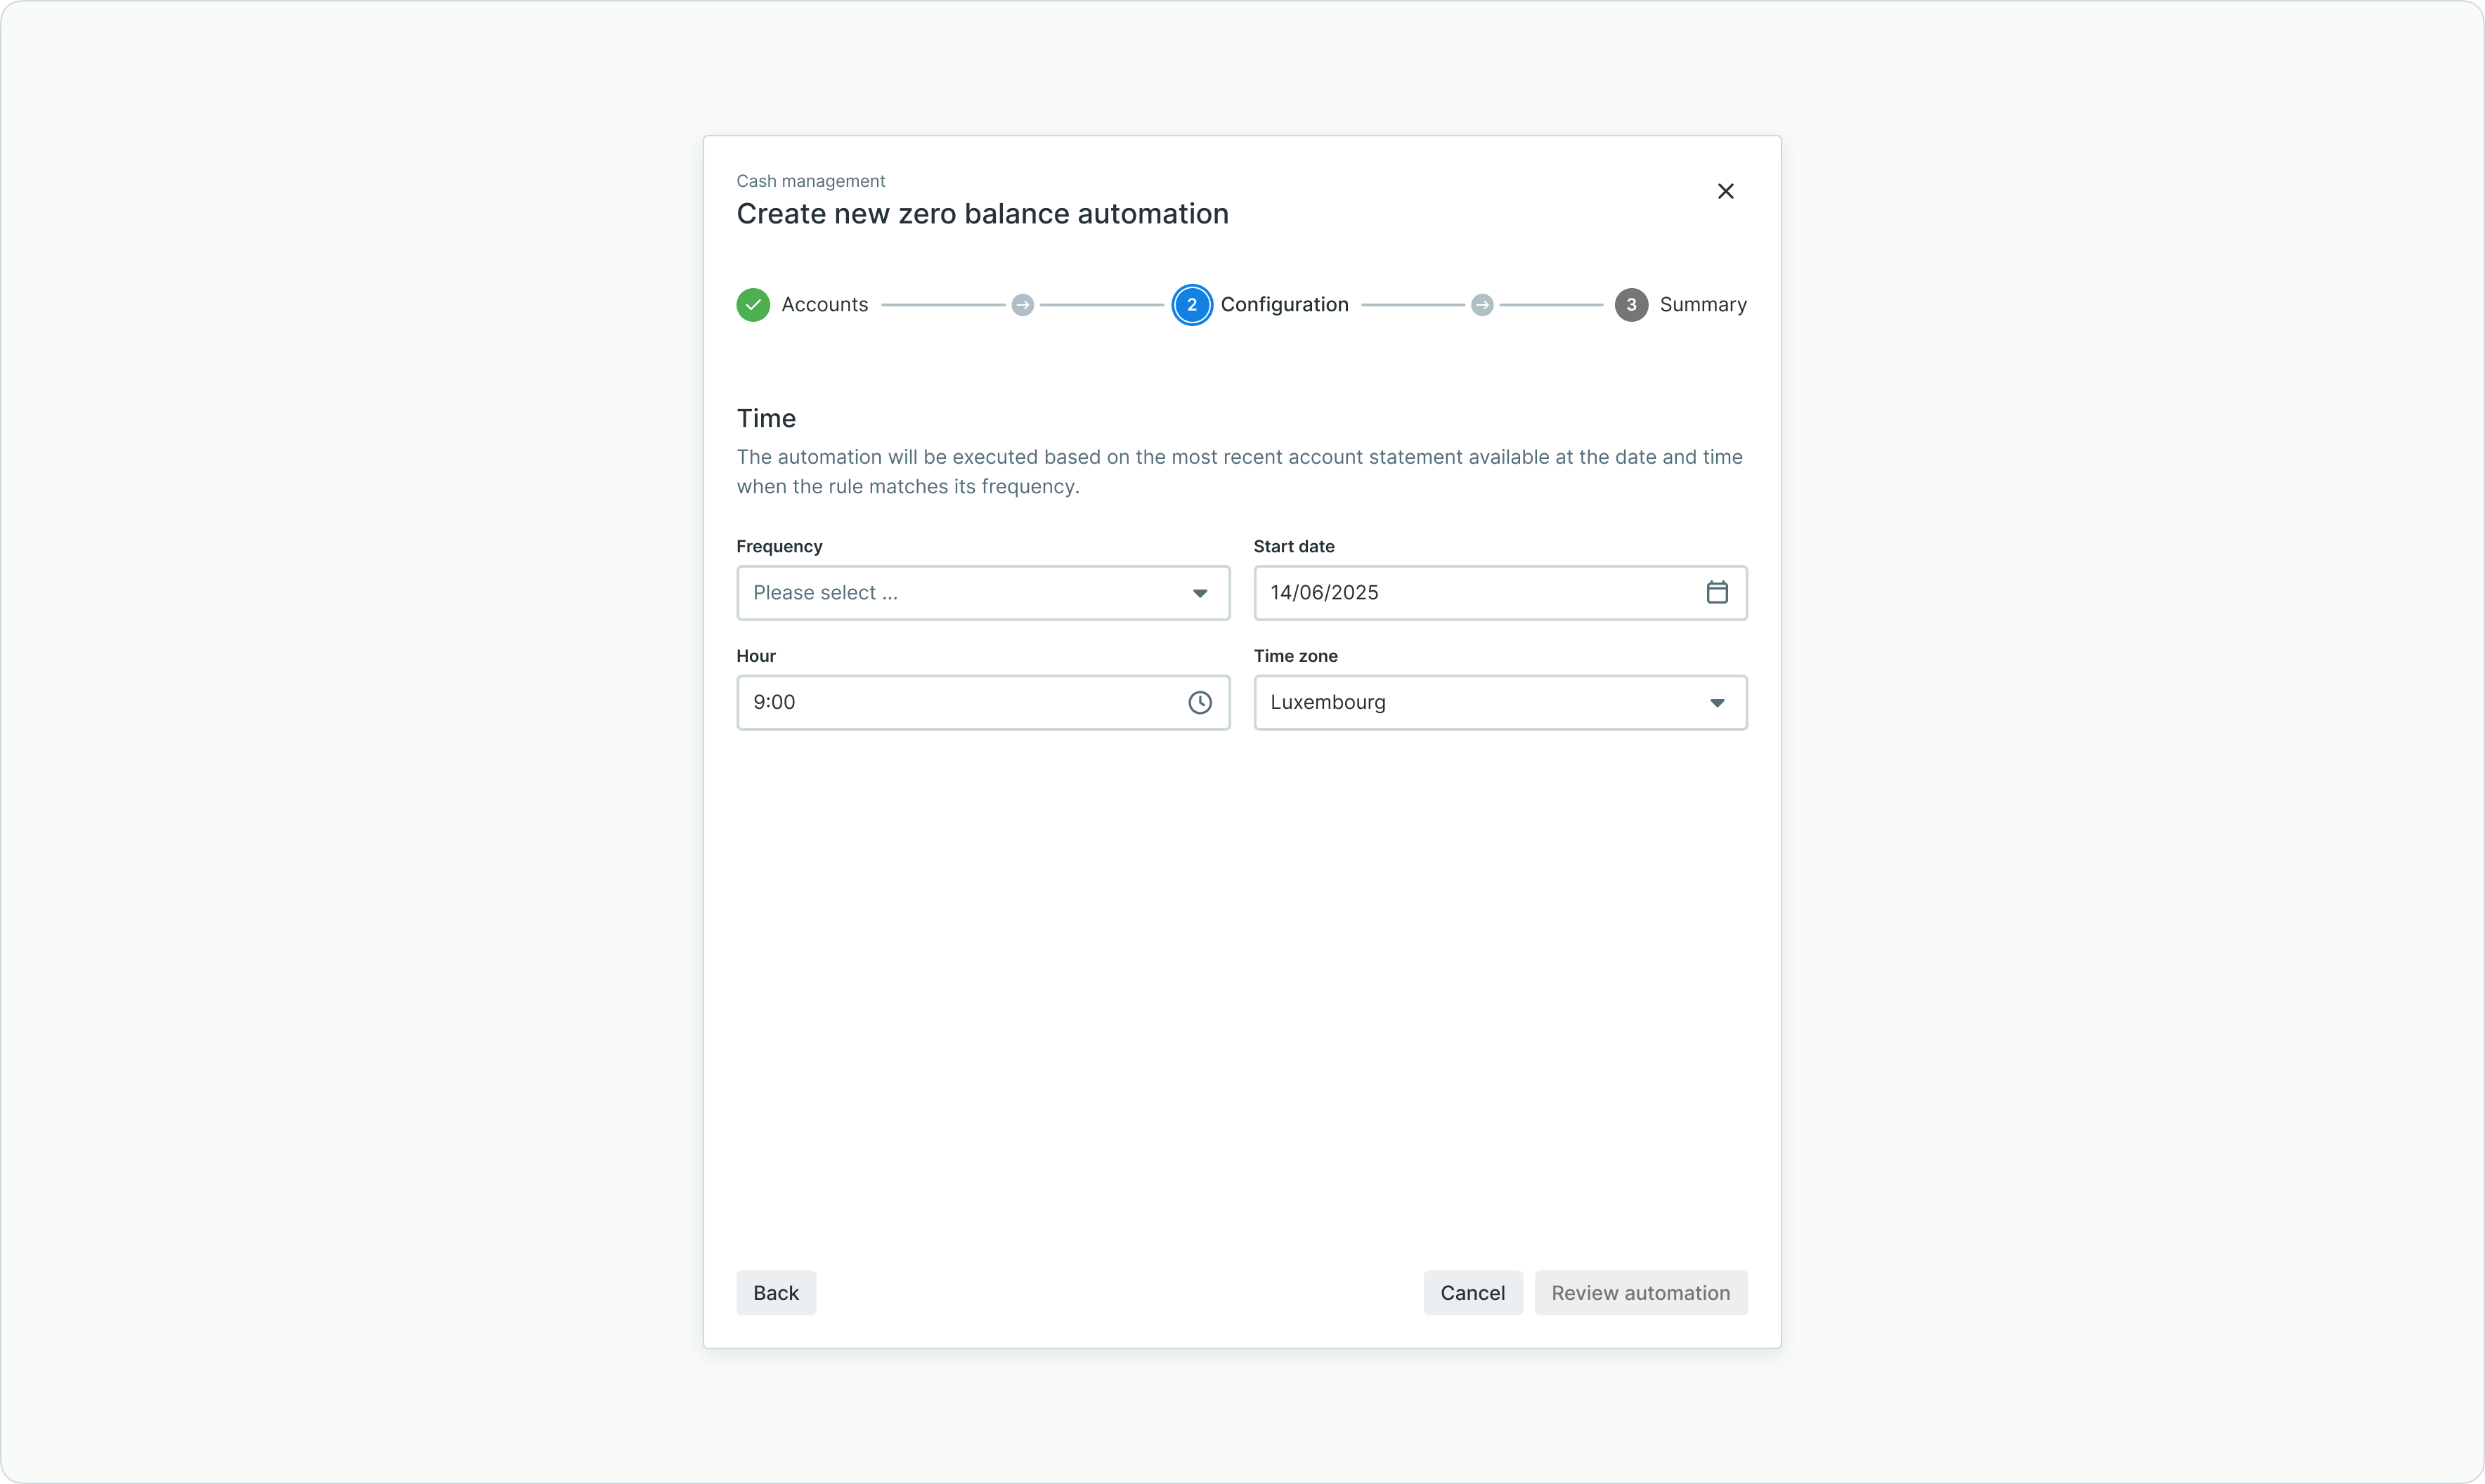 Cash management
Create new zero balance automation
Accounts
2 Configuration
3 Summary
Time
The automation will be executed based on the most recent account statement available at the date and time
when the rule matches its frequency.
Frequency
Start date
Please select ...
14/06/2025
Hour
Time zone
9:00
Luxembourg
Back
Cancel
Review automation